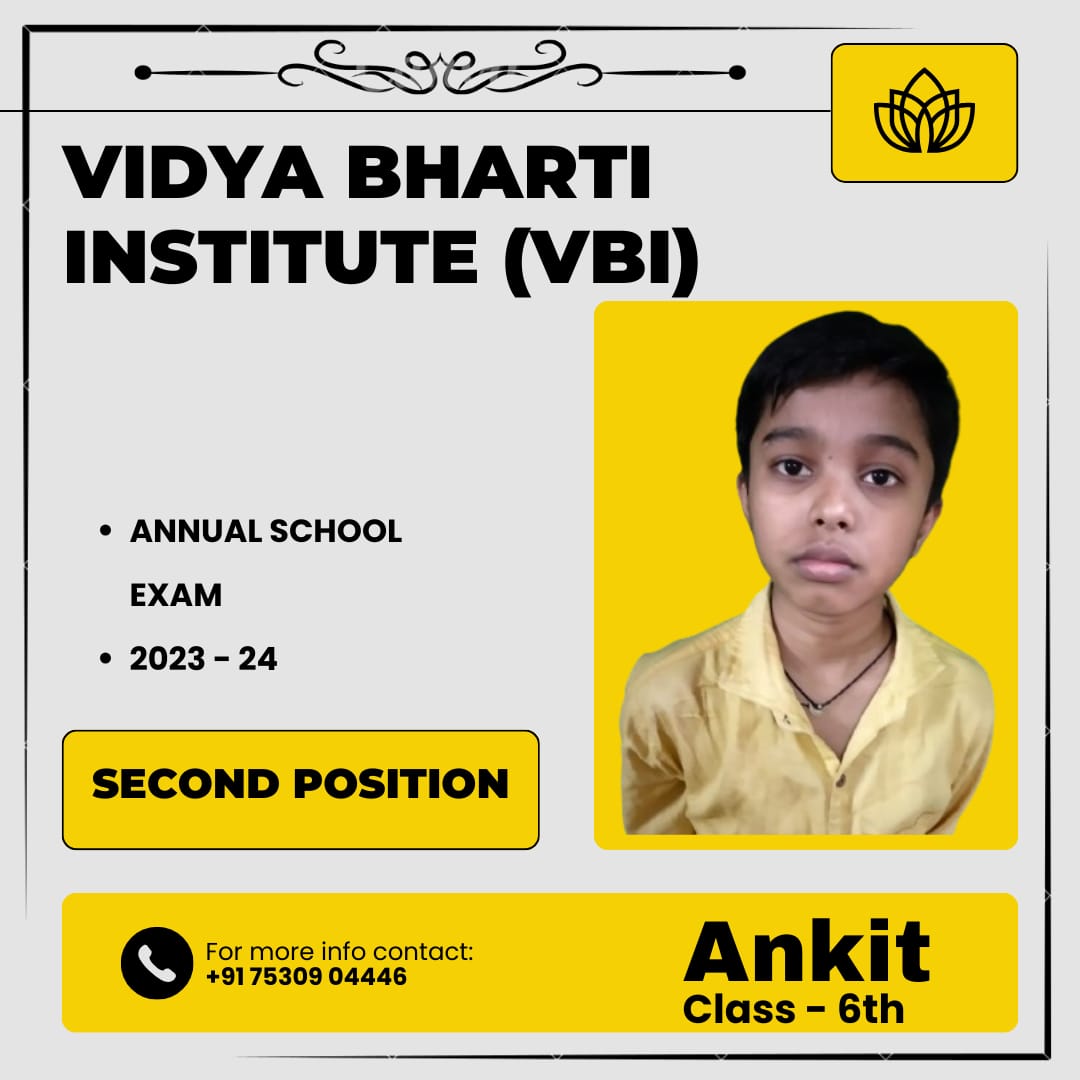 VIDYA BHARTI
INSTITUTE (VBI)
• ANNUAL SCHOOL
EXAM
• 2023 – 24
SECOND POSITION
For more info contact:
+91 75309 04446
Ankit
Class – 6th